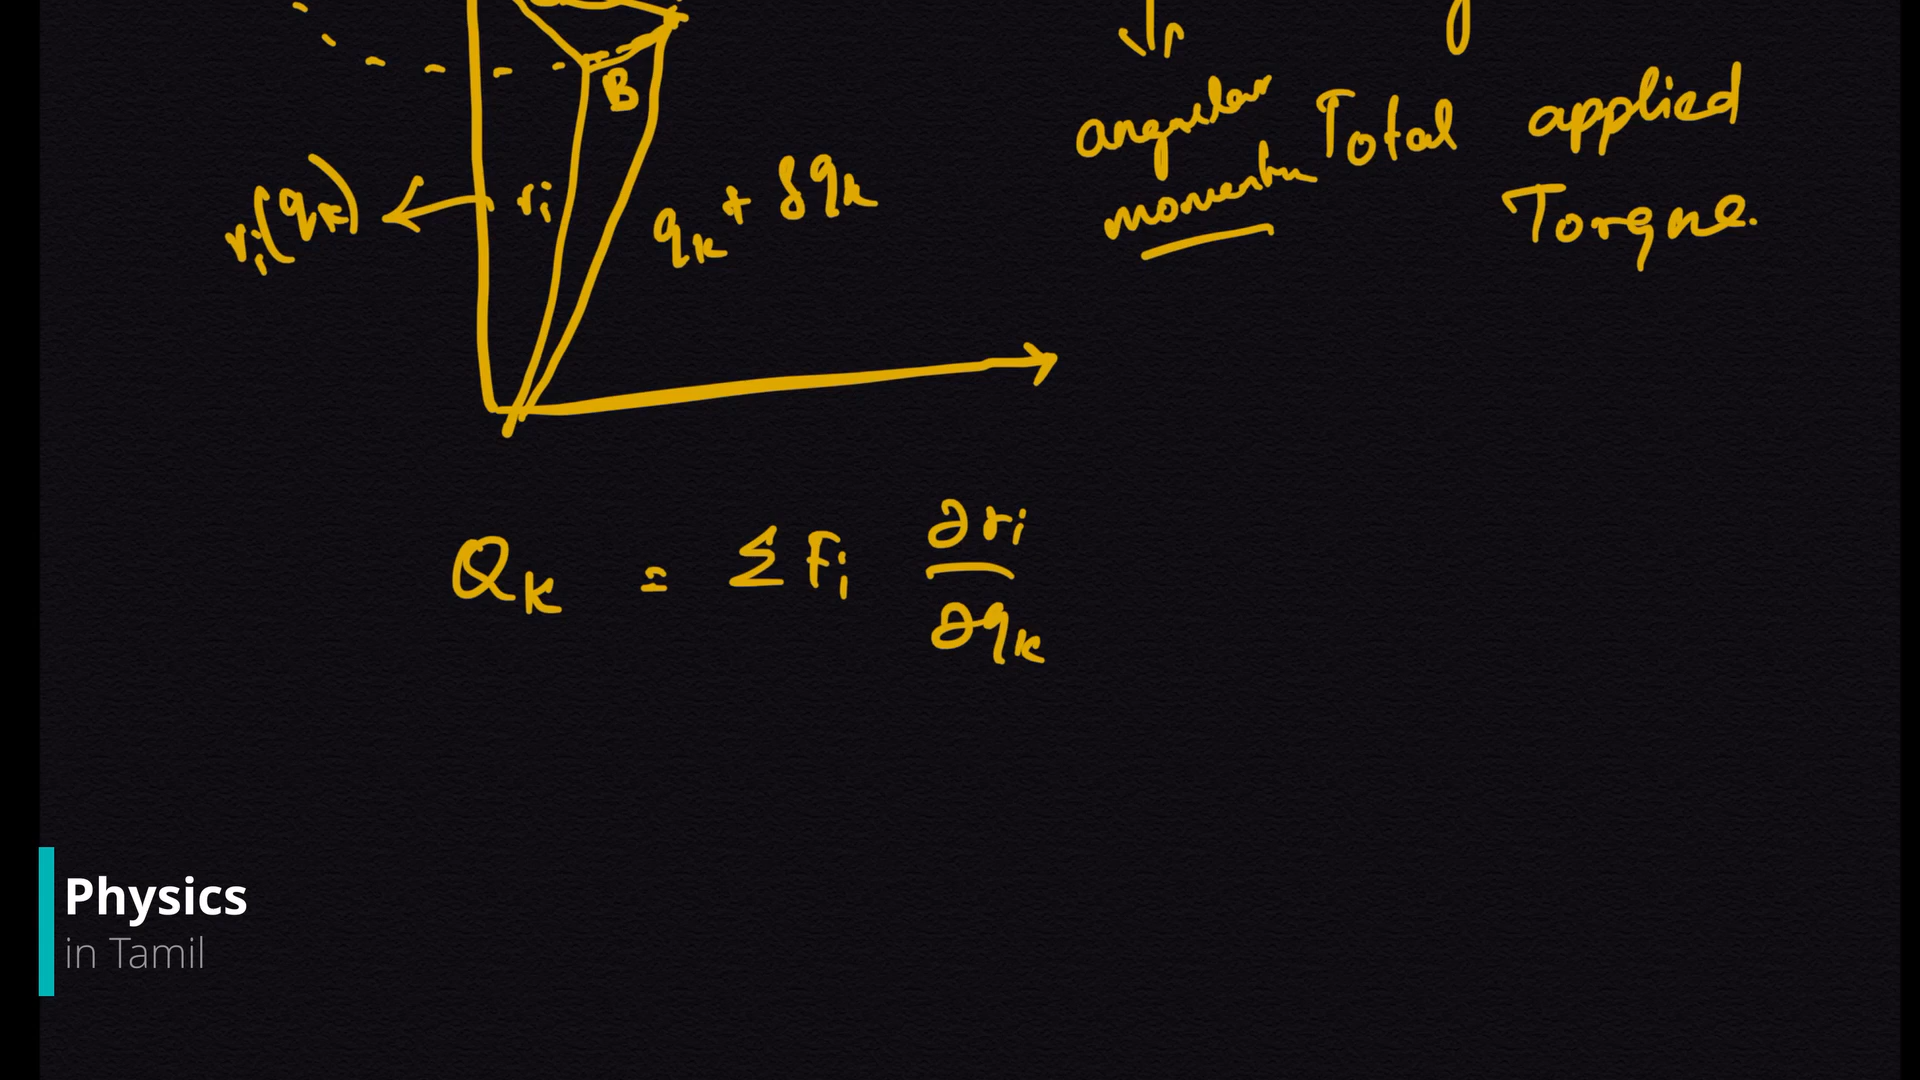 B
angular Total applied
momentum Torque.
rᵢ(qₖ) rᵢ qₖ + δqₖ
Qₖ = Σ Fᵢ ∂rᵢ/∂qₖ
Physics
in Tamil